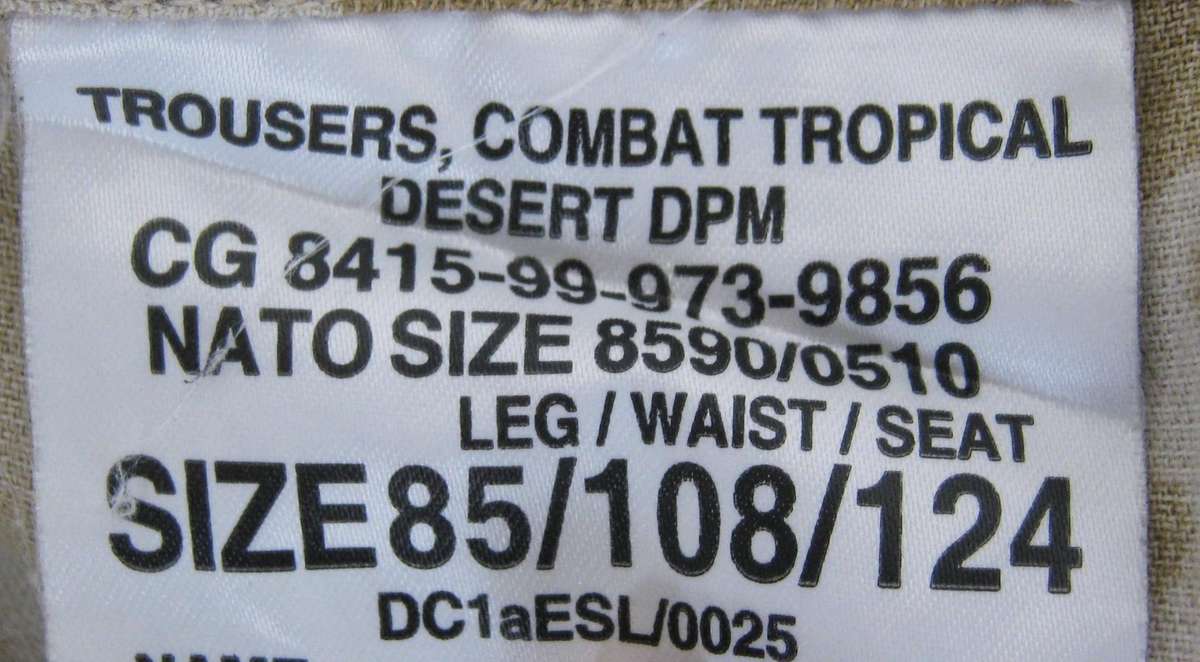 TROUSERS, COMBAT TROPICAL
DESERT DPM
CG 8415-99-973-9856
NATO SIZE 8590/0510
LEG / WAIST / SEAT
SIZE 85/108/124
DC1aESL/0025
NAME